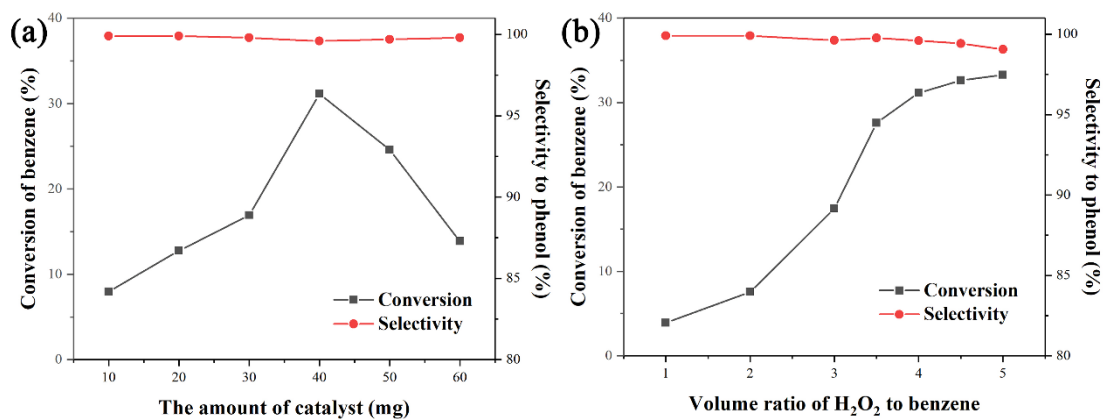 (a)
Conversion of benzene (%)
40
30
20
10
0
10 20 30 40 50 60
The amount of catalyst (mg)
100
95
90
85
80
Selectivity to phenol (%)
Conversion
Selectivity
(b)
Conversion of benzene (%)
40
30
20
10
0
1 2 3 4 5
Volume ratio of H₂O₂ to benzene
100
95
90
85
80
Selectivity to phenol (%)
Conversion
Selectivity